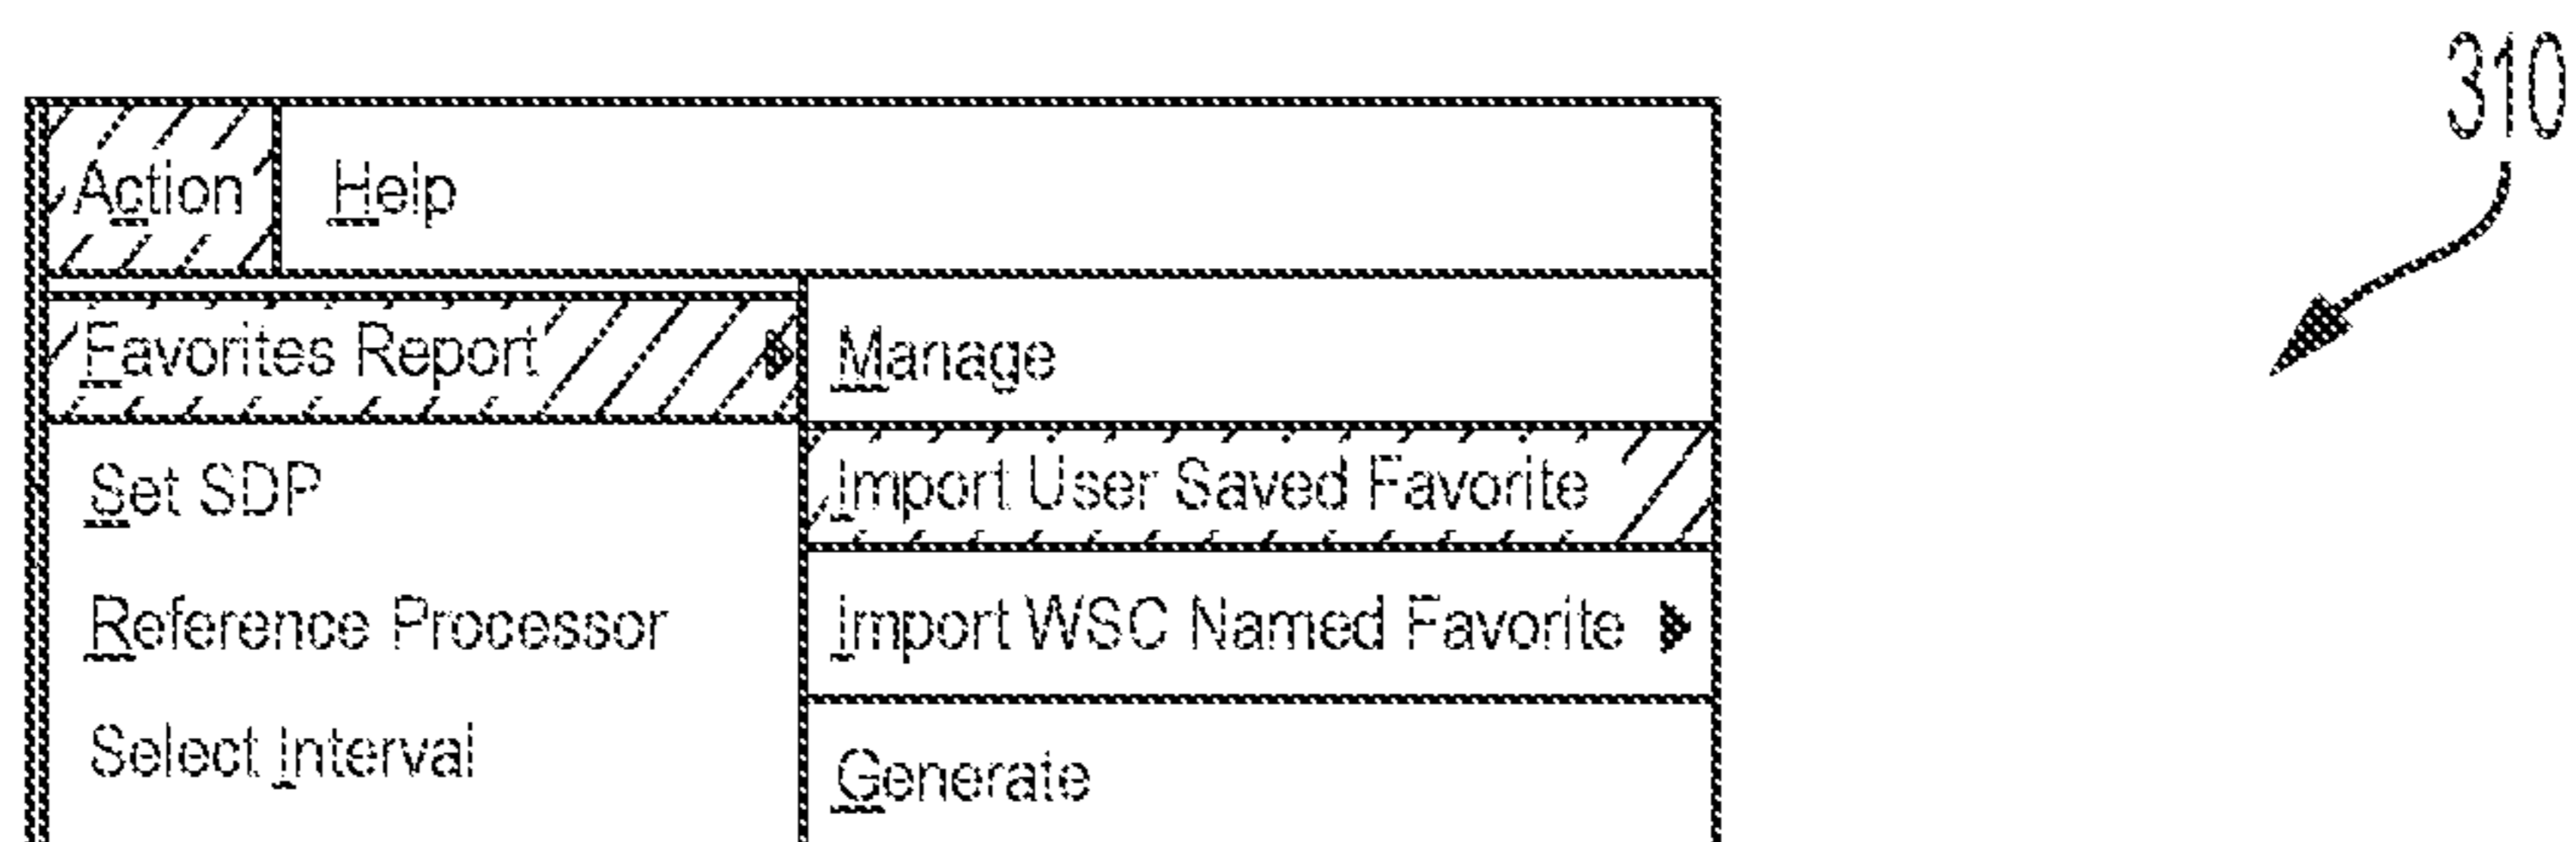 310
Action Help
Favorites Report
Manage
Set SDP
Import User Saved Favorite
Reference Processor
Import WSC Named Favorite
Select Interval
Generate